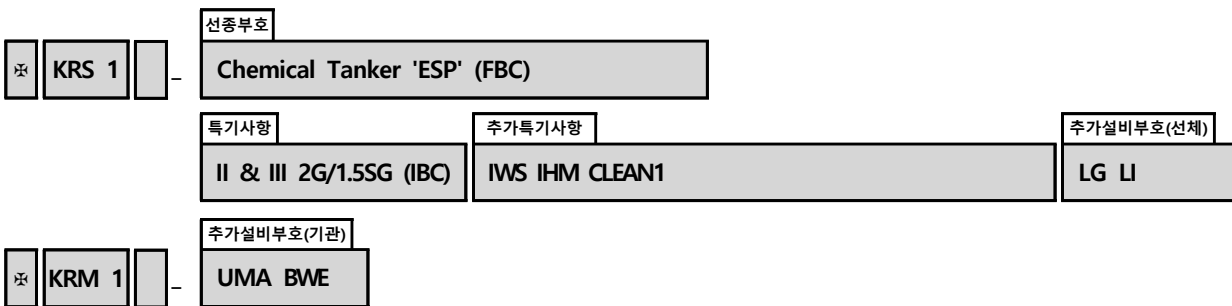 선종부호
✠ KRS 1 - Chemical Tanker 'ESP' (FBC)
특기사항 추가특기사항 추가설비부호(선체)
II & III 2G/1.5SG (IBC) IWS IHM CLEAN1 LG LI
추가설비부호(기관)
✠ KRM 1 - UMA BWE